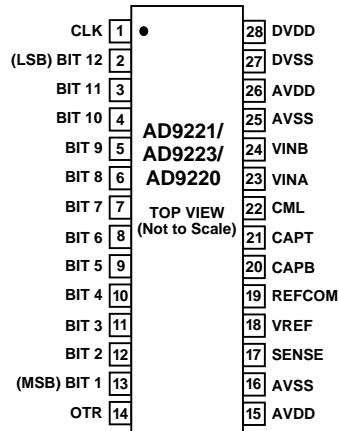 CLK 1
(LSB) BIT 12 2
BIT 11 3
BIT 10 4
BIT 9 5
BIT 8 6
BIT 7 7
BIT 6 8
BIT 5 9
BIT 4 10
BIT 3 11
BIT 2 12
(MSB) BIT 1 13
OTR 14
AD9221/
AD9223/
AD9220
TOP VIEW
(Not to Scale)
28 DVDD
27 DVSS
26 AVDD
25 AVSS
24 VINB
23 VINA
22 CML
21 CAPT
20 CAPB
19 REFCOM
18 VREF
17 SENSE
16 AVSS
15 AVDD